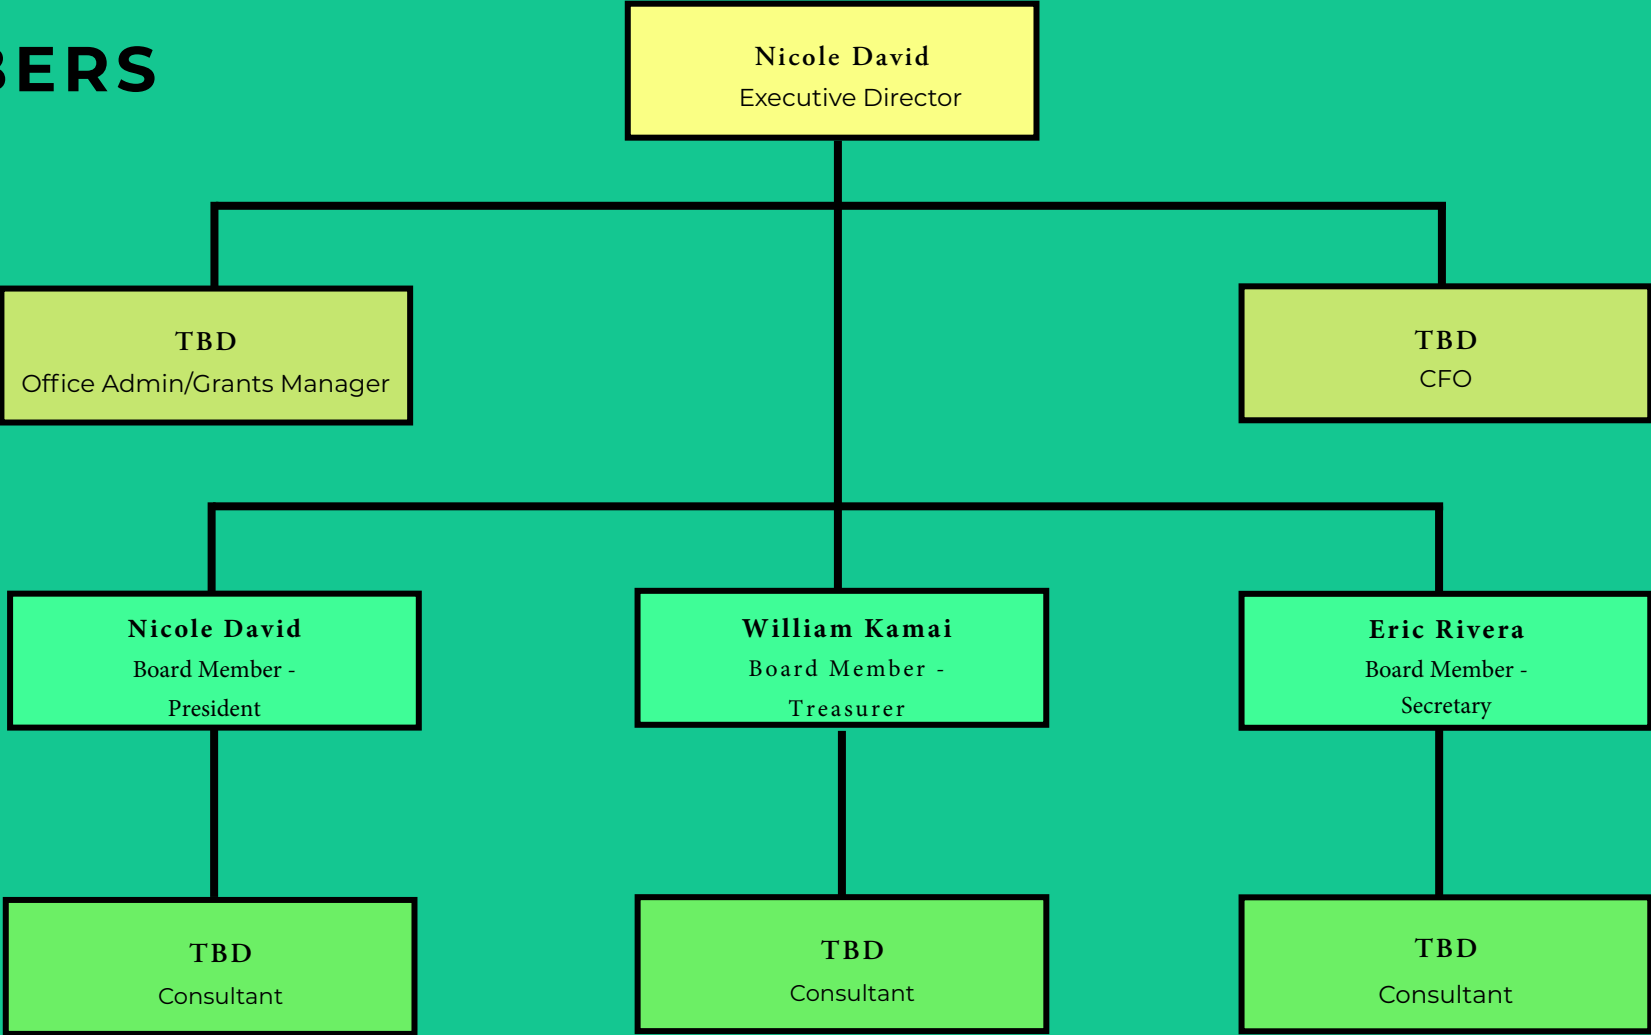 BERS
Nicole David
Executive Director
TBD
Office Admin/Grants Manager
TBD
CFO
Nicole David
Board Member -
President
William Kamai
Board Member -
Treasurer
Eric Rivera
Board Member -
Secretary
TBD
Consultant
TBD
Consultant
TBD
Consultant